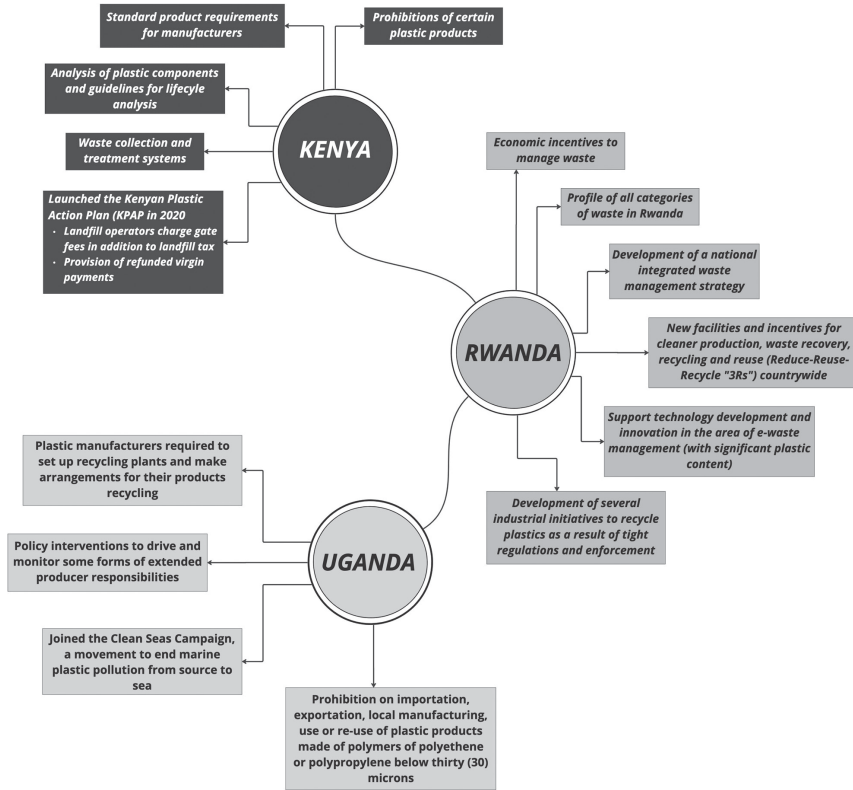 Standard product requirements
for manufacturers
Prohibitions of certain
plastic products
Analysis of plastic components
and guidelines for lifecyle
analysis
Waste collection and
treatment systems
Launched the Kenyan Plastic
Action Plan (KPAP in 2020
· Landfill operators charge gate
fees in addition to landfill tax
· Provision of refunded virgin
payments
KENYA
Economic incentives to
manage waste
Profile of all categories
of waste in Rwanda
Development of a national
integrated waste
management strategy
New facilities and incentives for
cleaner production, waste recovery,
recycling and reuse (Reduce-Reuse-
Recycle "3Rs") countrywide
Support technology development and
innovation in the area of e-waste
management (with significant plastic
content)
Development of several
industrial initiatives to recycle
plastics as a result of tight
regulations and enforcement
RWANDA
Plastic manufacturers required to
set up recycling plants and make
arrangements for their products
recycling
Policy interventions to drive and
monitor some forms of extended
producer responsibilities
Joined the Clean Seas Campaign,
a movement to end marine
plastic pollution from source to
sea
UGANDA
Prohibition on importation,
exportation, local manufacturing,
use or re-use of plastic products
made of polymers of polyethene
or polypropylene below thirty (30)
microns